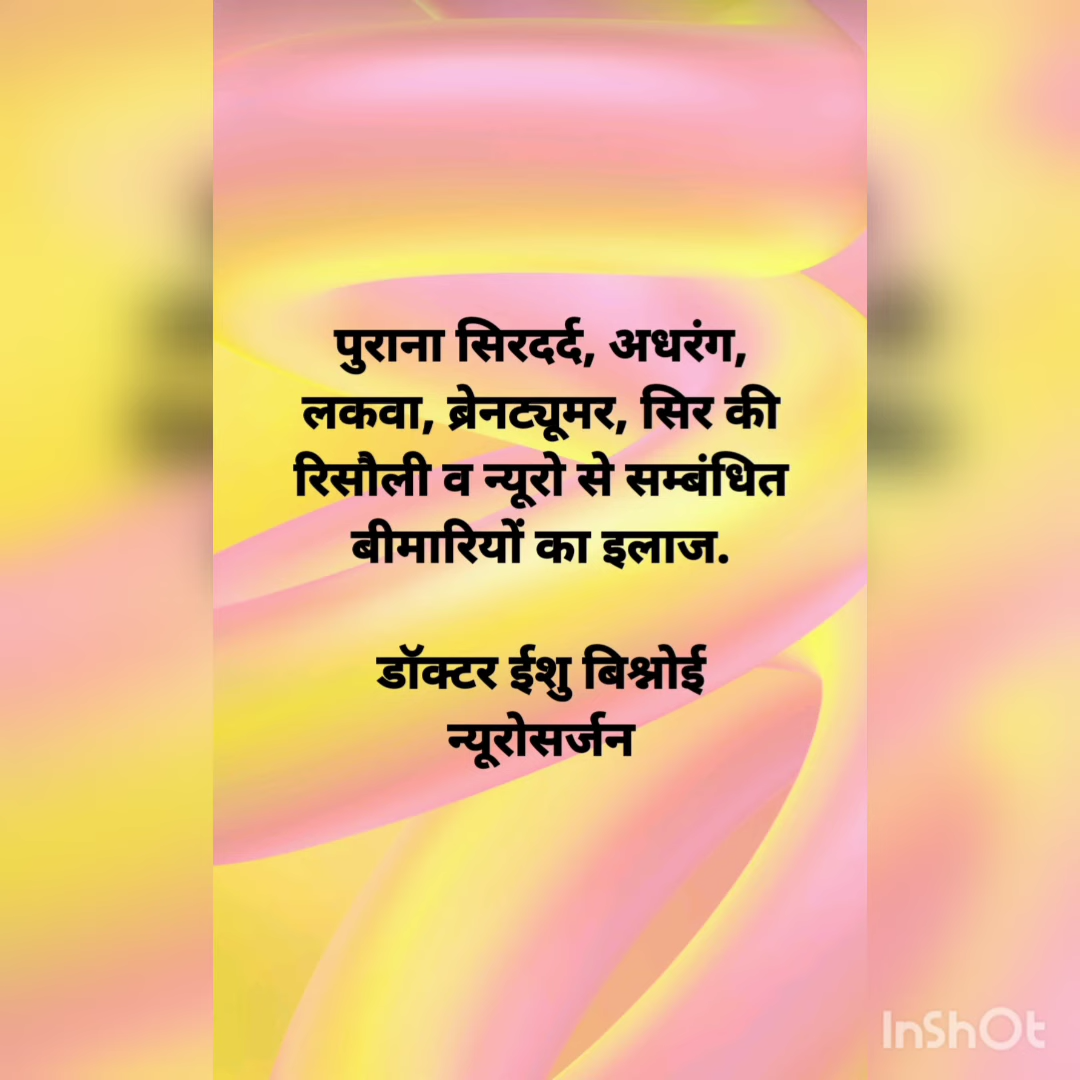 पुराना सिरदर्द, अधरंग,
लकवा, ब्रेनट्यूमर, सिर की
रिसौली व न्यूरो से सम्बंधित
बीमारियों का इलाज.
डॉक्टर ईशु बिश्नोई
न्यूरोसर्जन
InShOt